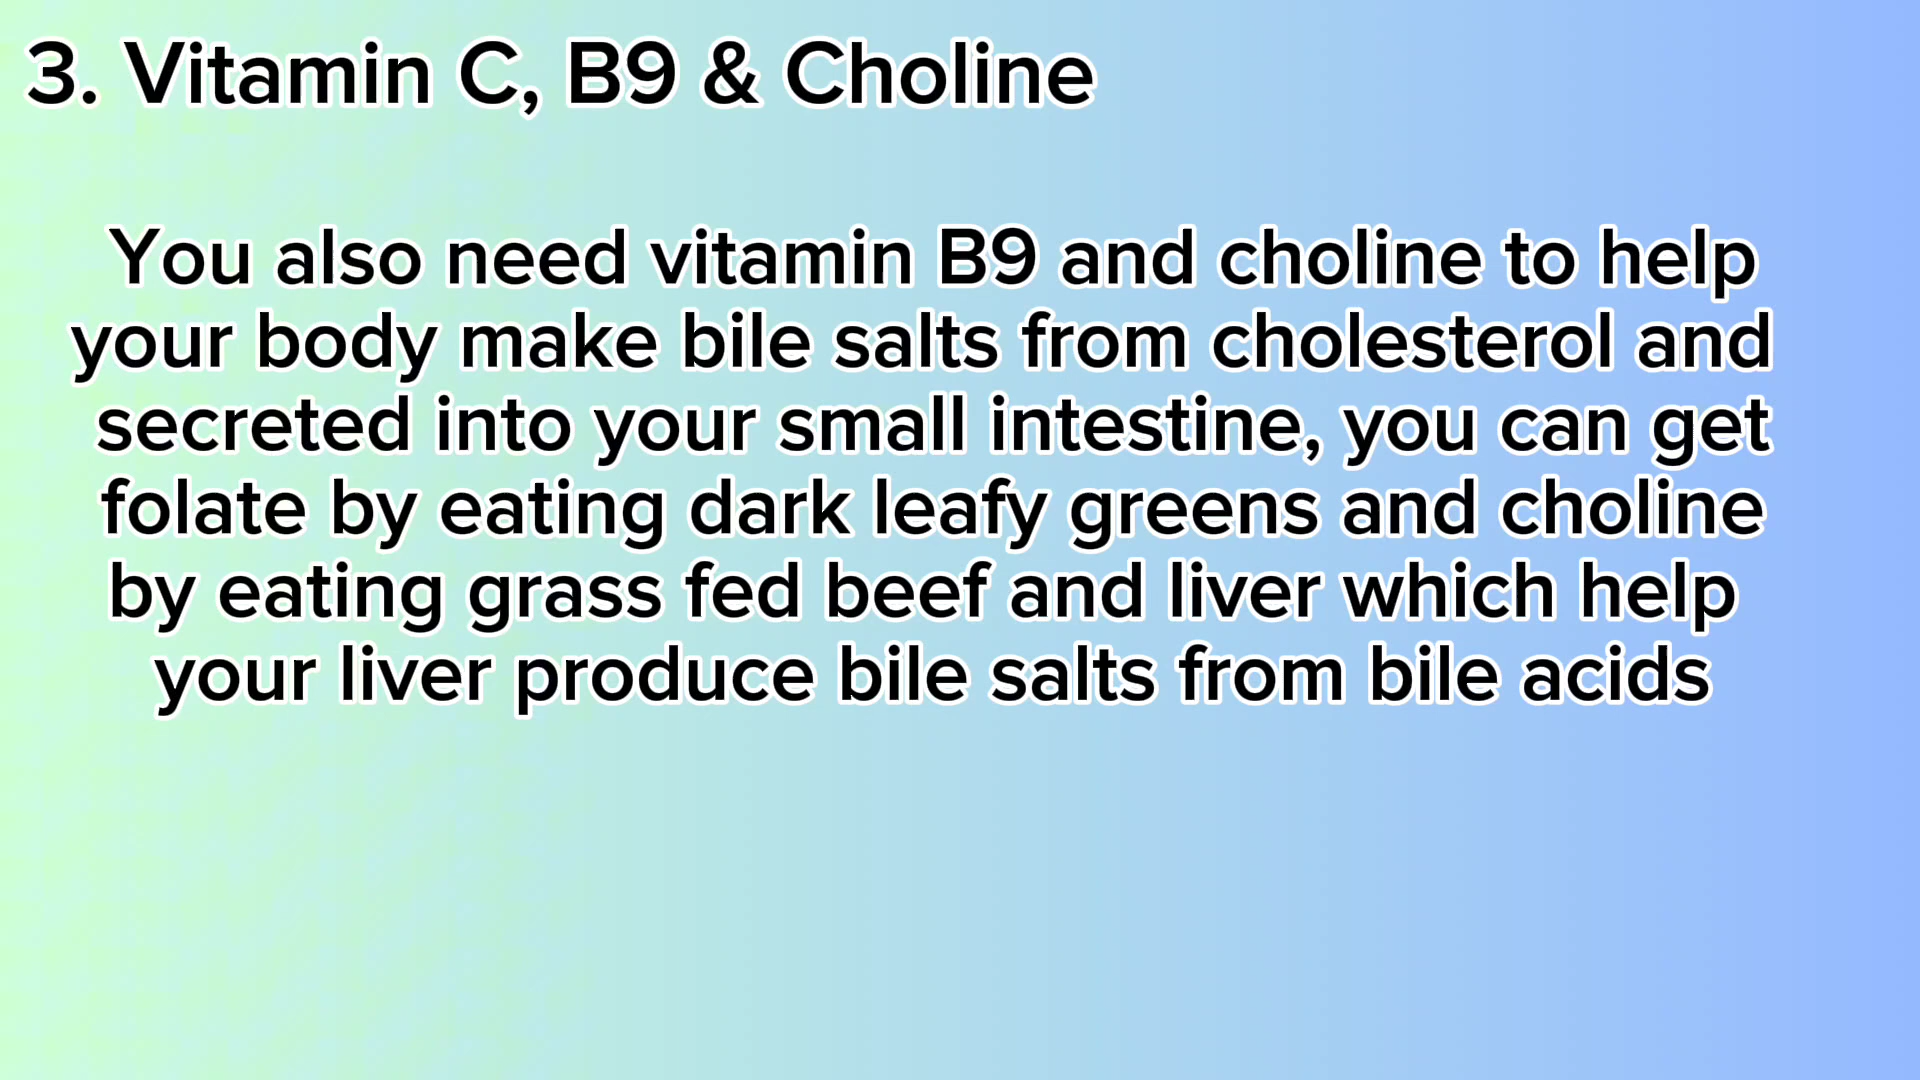 3. Vitamin C, B9 & Choline
You also need vitamin B9 and choline to help
your body make bile salts from cholesterol and
secreted into your small intestine, you can get
folate by eating dark leafy greens and choline
by eating grass fed beef and liver which help
your liver produce bile salts from bile acids